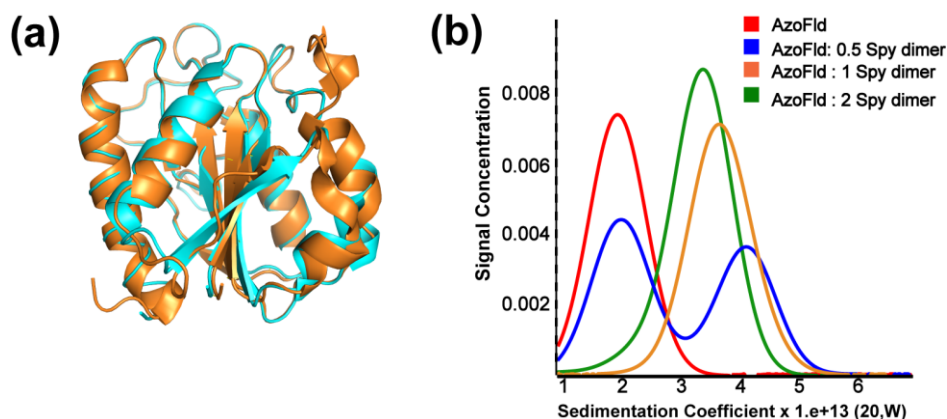 (a)
(b)
AzoFld
AzoFld: 0.5 Spy dimer
AzoFld : 1 Spy dimer
AzoFld : 2 Spy dimer
Signal Concentration
0.008
0.006
0.004
0.002
1 2 3 4 5 6
Sedimentation Coefficient x 1.e+13 (20,W)